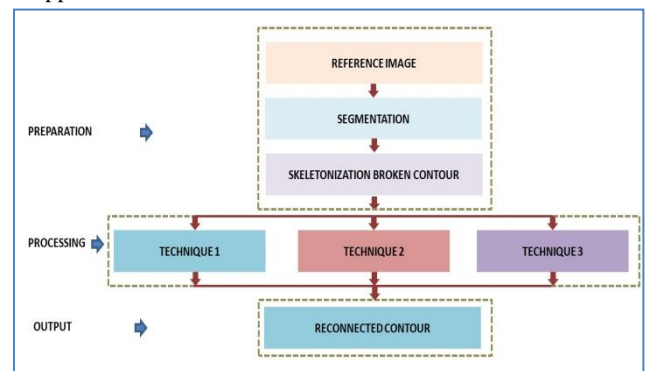 REFERENCE IMAGE
SEGMENTATION
PREPARATION
SKELETONIZATION BROKEN CONTOUR
PROCESSING
TECHNIQUE 1
TECHNIQUE 2
TECHNIQUE 3
OUTPUT
RECONNECTED CONTOUR